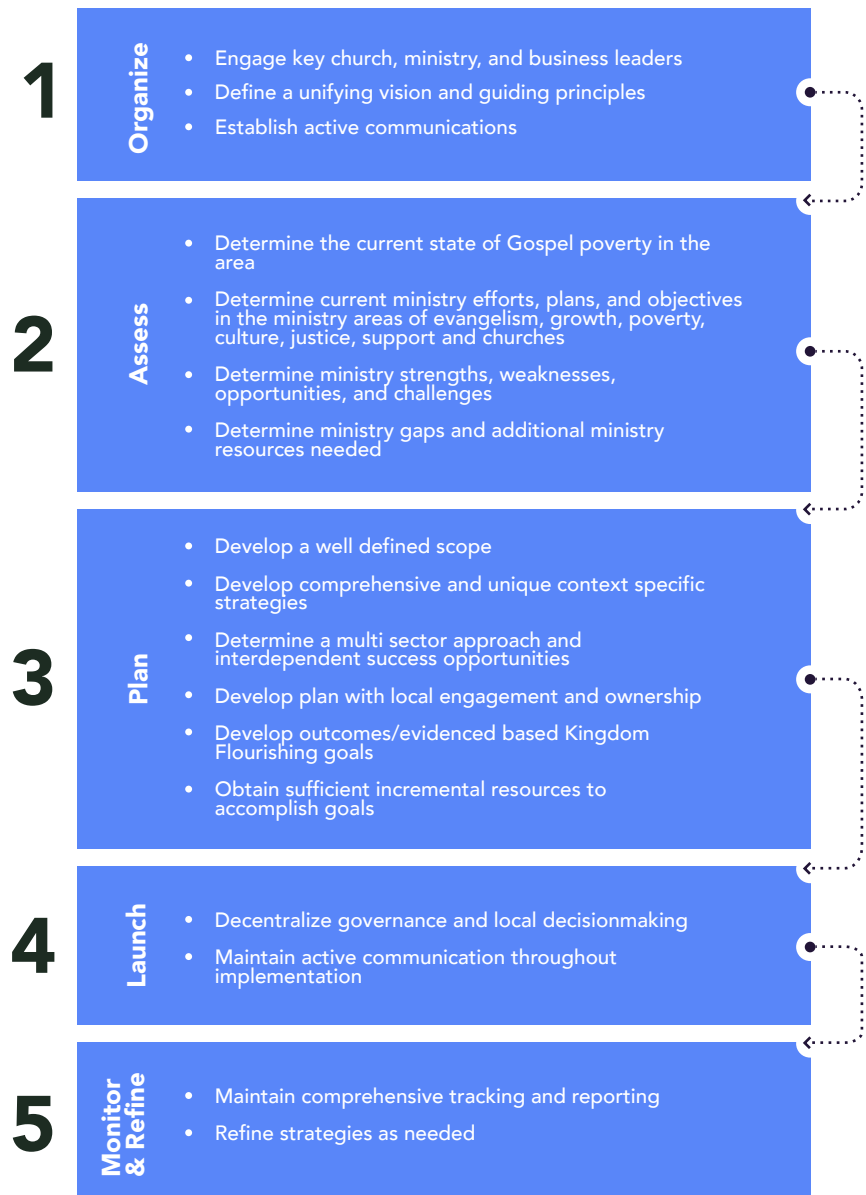 1
Organize
• Engage key church, ministry, and business leaders
• Define a unifying vision and guiding principles
• Establish active communications
2
Assess
• Determine the current state of Gospel poverty in the
area
• Determine current ministry efforts, plans, and objectives
in the ministry areas of evangelism, growth, poverty,
culture, justice, support and churches
• Determine ministry strengths, weaknesses,
opportunities, and challenges
• Determine ministry gaps and additional ministry
resources needed
3
Plan
• Develop a well defined scope
• Develop comprehensive and unique context specific
strategies
• Determine a multi sector approach and
interdependent success opportunities
• Develop plan with local engagement and ownership
• Develop outcomes/evidenced based Kingdom
Flourishing goals
• Obtain sufficient incremental resources to
accomplish goals
4
Launch
• Decentralize governance and local decisionmaking
• Maintain active communication throughout
implementation
5
Monitor
& Refine
• Maintain comprehensive tracking and reporting
• Refine strategies as needed